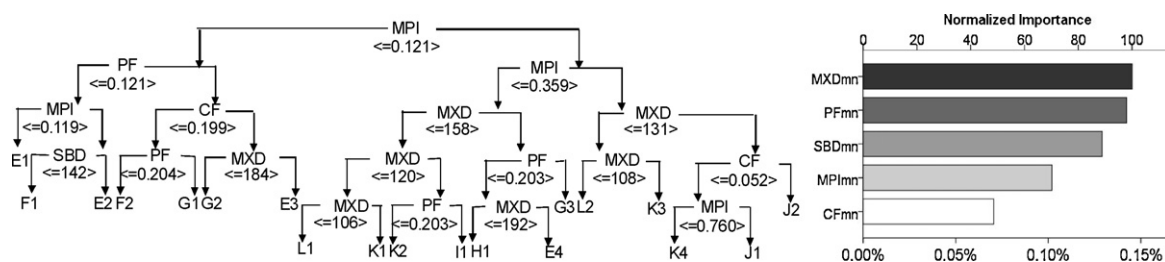 MPI
<=0.121>
PF
<=0.121>
MPI
<=0.359>
MPI
<=0.119>
CF
<=0.199>
MXD
<=158>
MXD
<=131>
E1
SBD
<=142>
PF
<=0.204>
MXD
<=184>
MXD
<=120>
PF
<=0.203>
MXD
<=108>
CF
<=0.052>
F1
E2
F2
G1
G2
E3
MXD
<=106>
PF
<=0.203>
MXD
<=192>
G3
L2
K3
MPI
<=0.760>
J2
L1
K1
K2
I1
H1
E4
K4
J1
Normalized Importance
0 20 40 60 80 100
MXDmn
PFmn
SBDmn
MPImn
CFmn
0.00% 0.05% 0.10% 0.15%